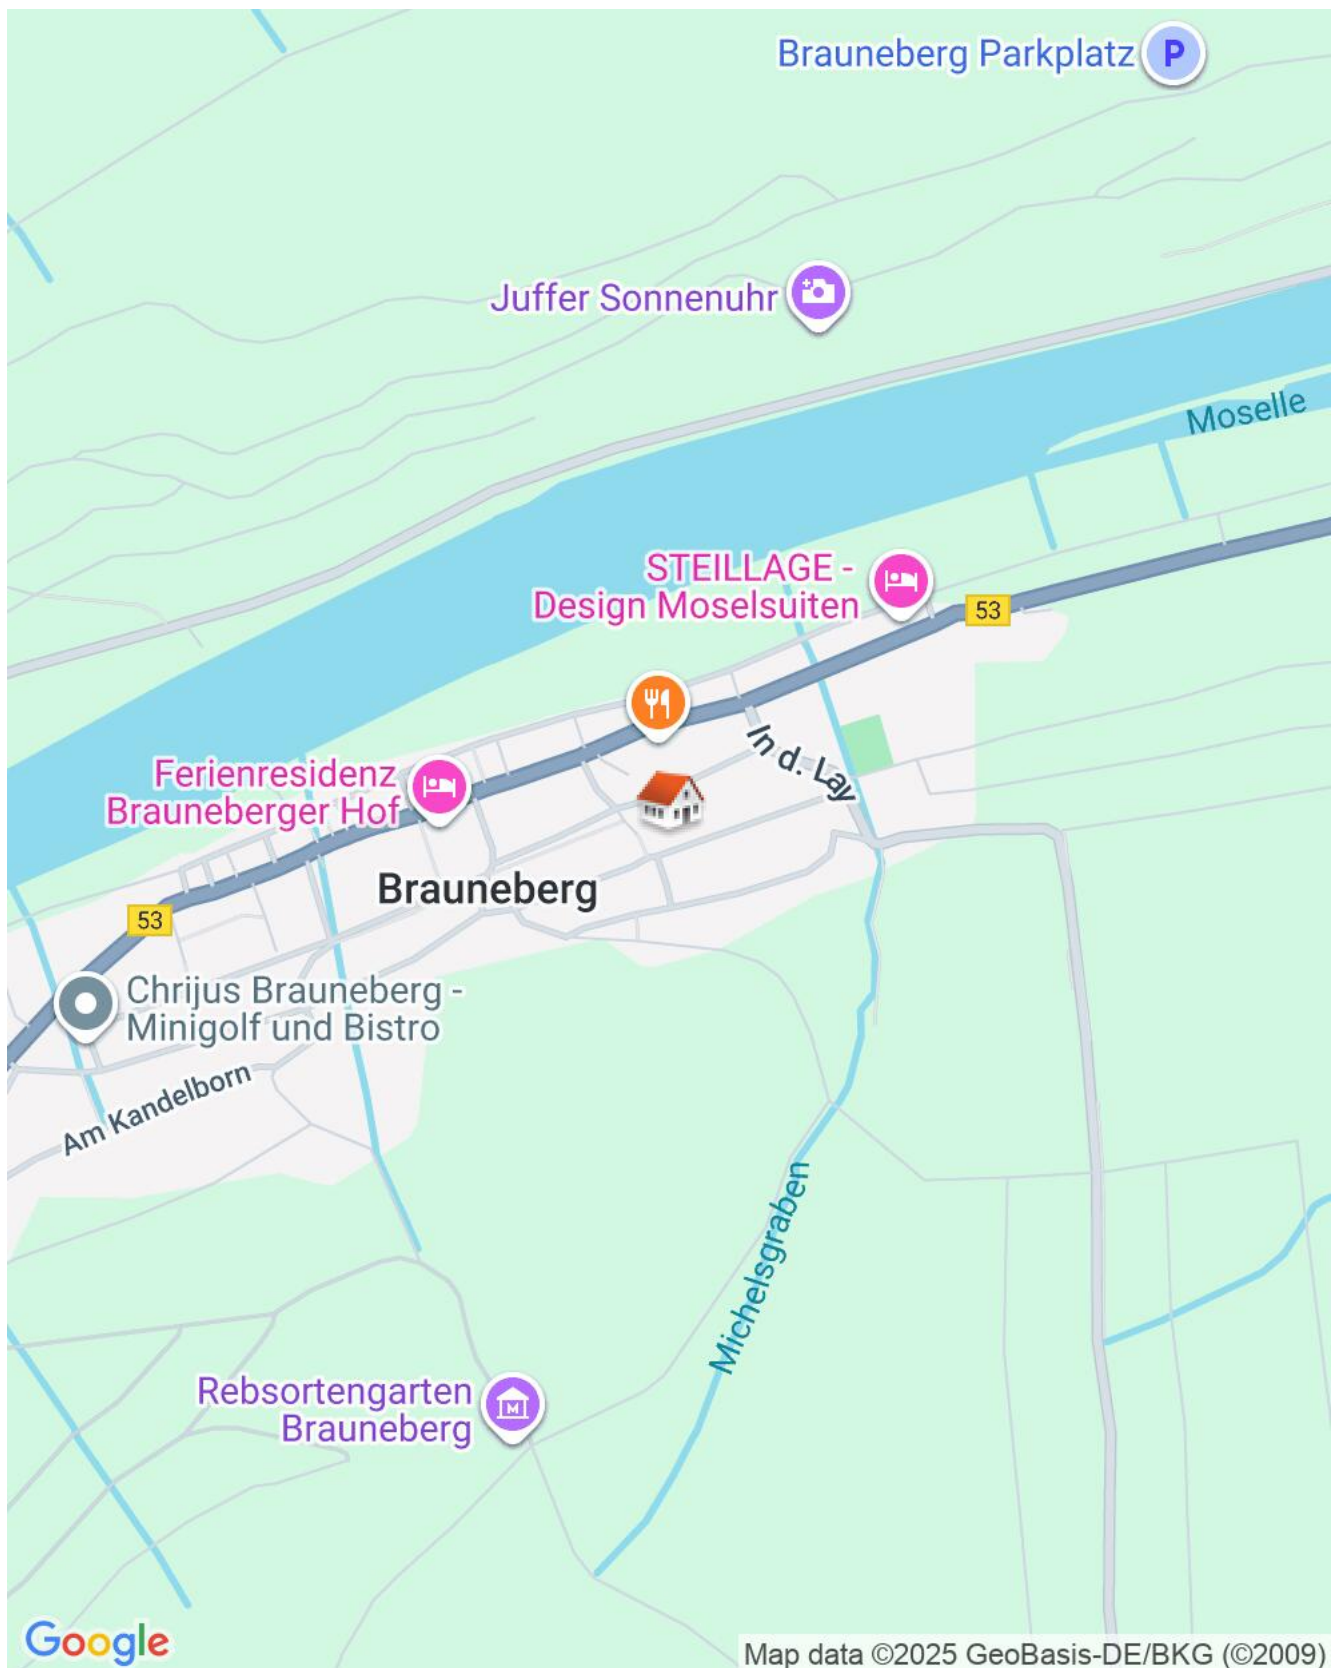 Brauneberg Parkplatz
P
Juffer Sonnenuhr
Moselle
STEILLAGE -
Design Moselsuiten
53
In d. Lay
Ferienresidenz
Brauneberger Hof
Brauneberg
53
Chrijus Brauneberg -
Minigolf und Bistro
Am Kandelborn
Michelsgraben
Rebsortengarten
Brauneberg
M
Google
Map data ©2025 GeoBasis-DE/BKG (©2009)